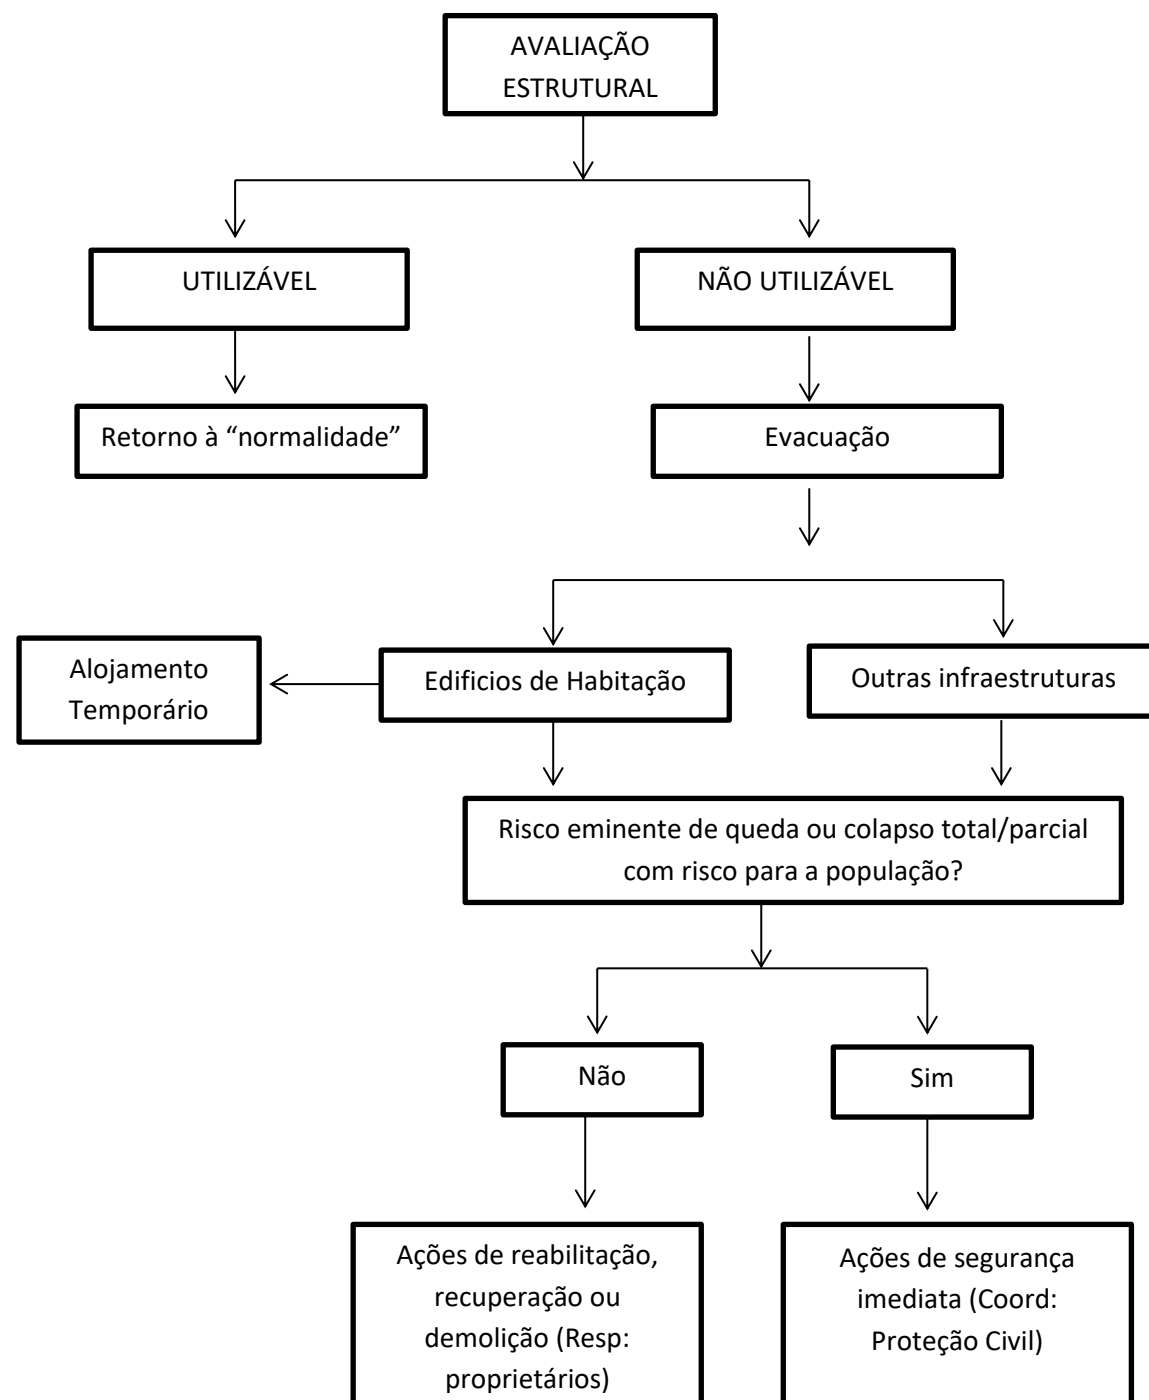 AVALIAÇÃO
ESTRUTURAL
UTILIZÁVEL
NÃO UTILIZÁVEL
Retorno à “normalidade”
Evacuação
Alojamento
Temporário
Edificios de Habitação
Outras infraestruturas
Risco eminente de queda ou colapso total/parcial
com risco para a população?
Não
Sim
Ações de reabilitação,
recuperação ou
demolição (Resp:
proprietários)
Ações de segurança
imediata (Coord:
Proteção Civil)